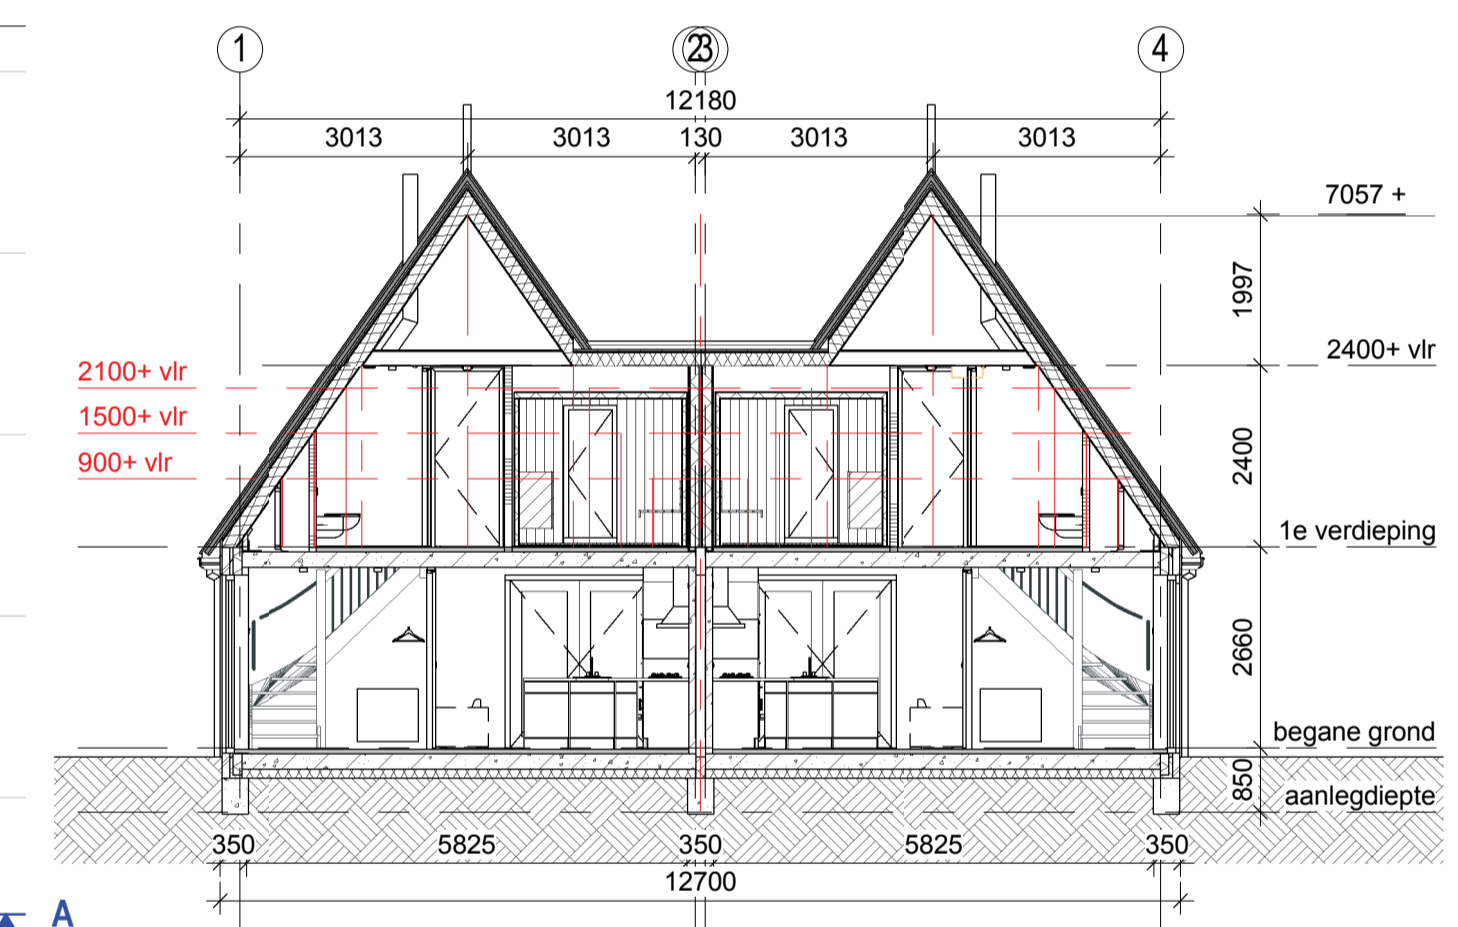 1
2
3
4
12180
3013
3013
130
3013
3013
7057 +
1997
2400+ vlr
2100+ vlr
1500+ vlr
900+ vlr
2400
1e verdieping
2660
begane grond
850
aanlegdiepte
350
5825
350
5825
350
12700
A